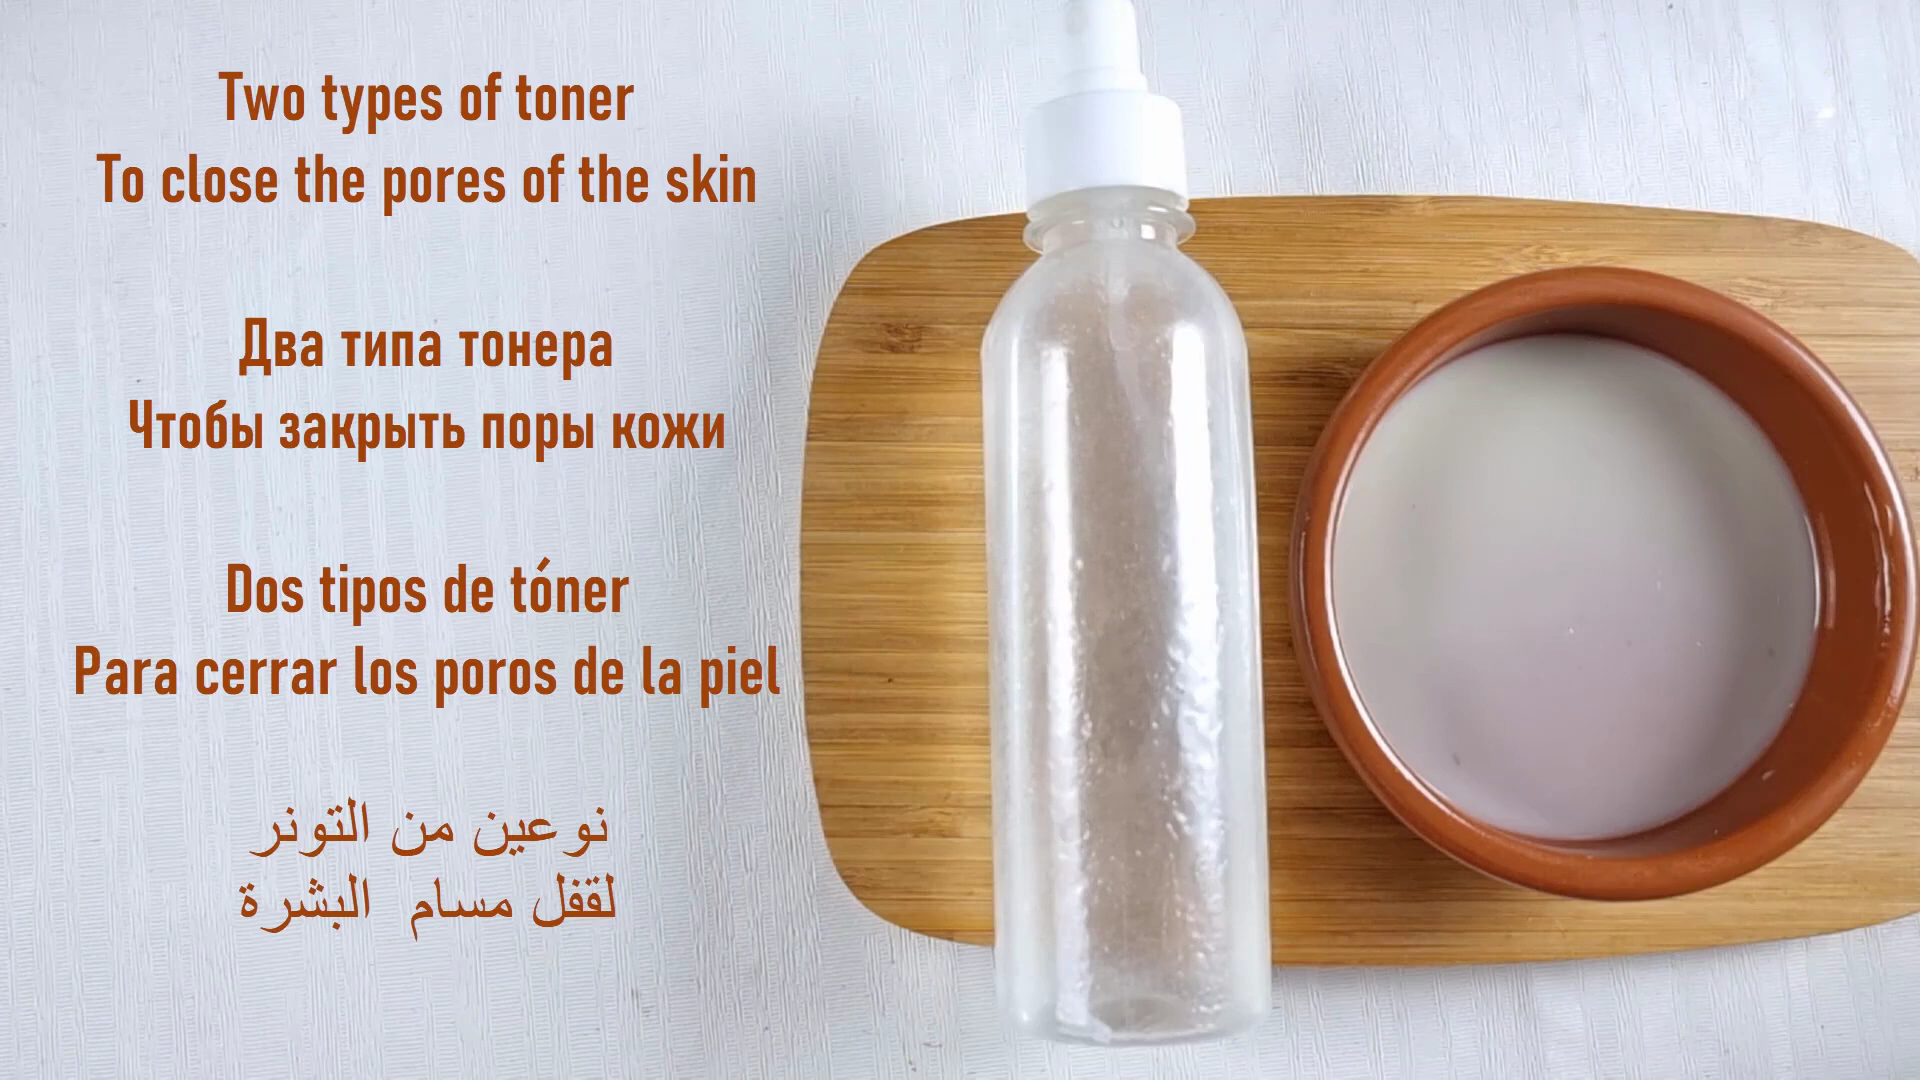 Two types of toner
To close the pores of the skin
Два типа тонера
Чтобы закрыть поры кожи
Dos tipos de tóner
Para cerrar los poros de la piel
نوعين من التونر
لقفل مسام البشرة